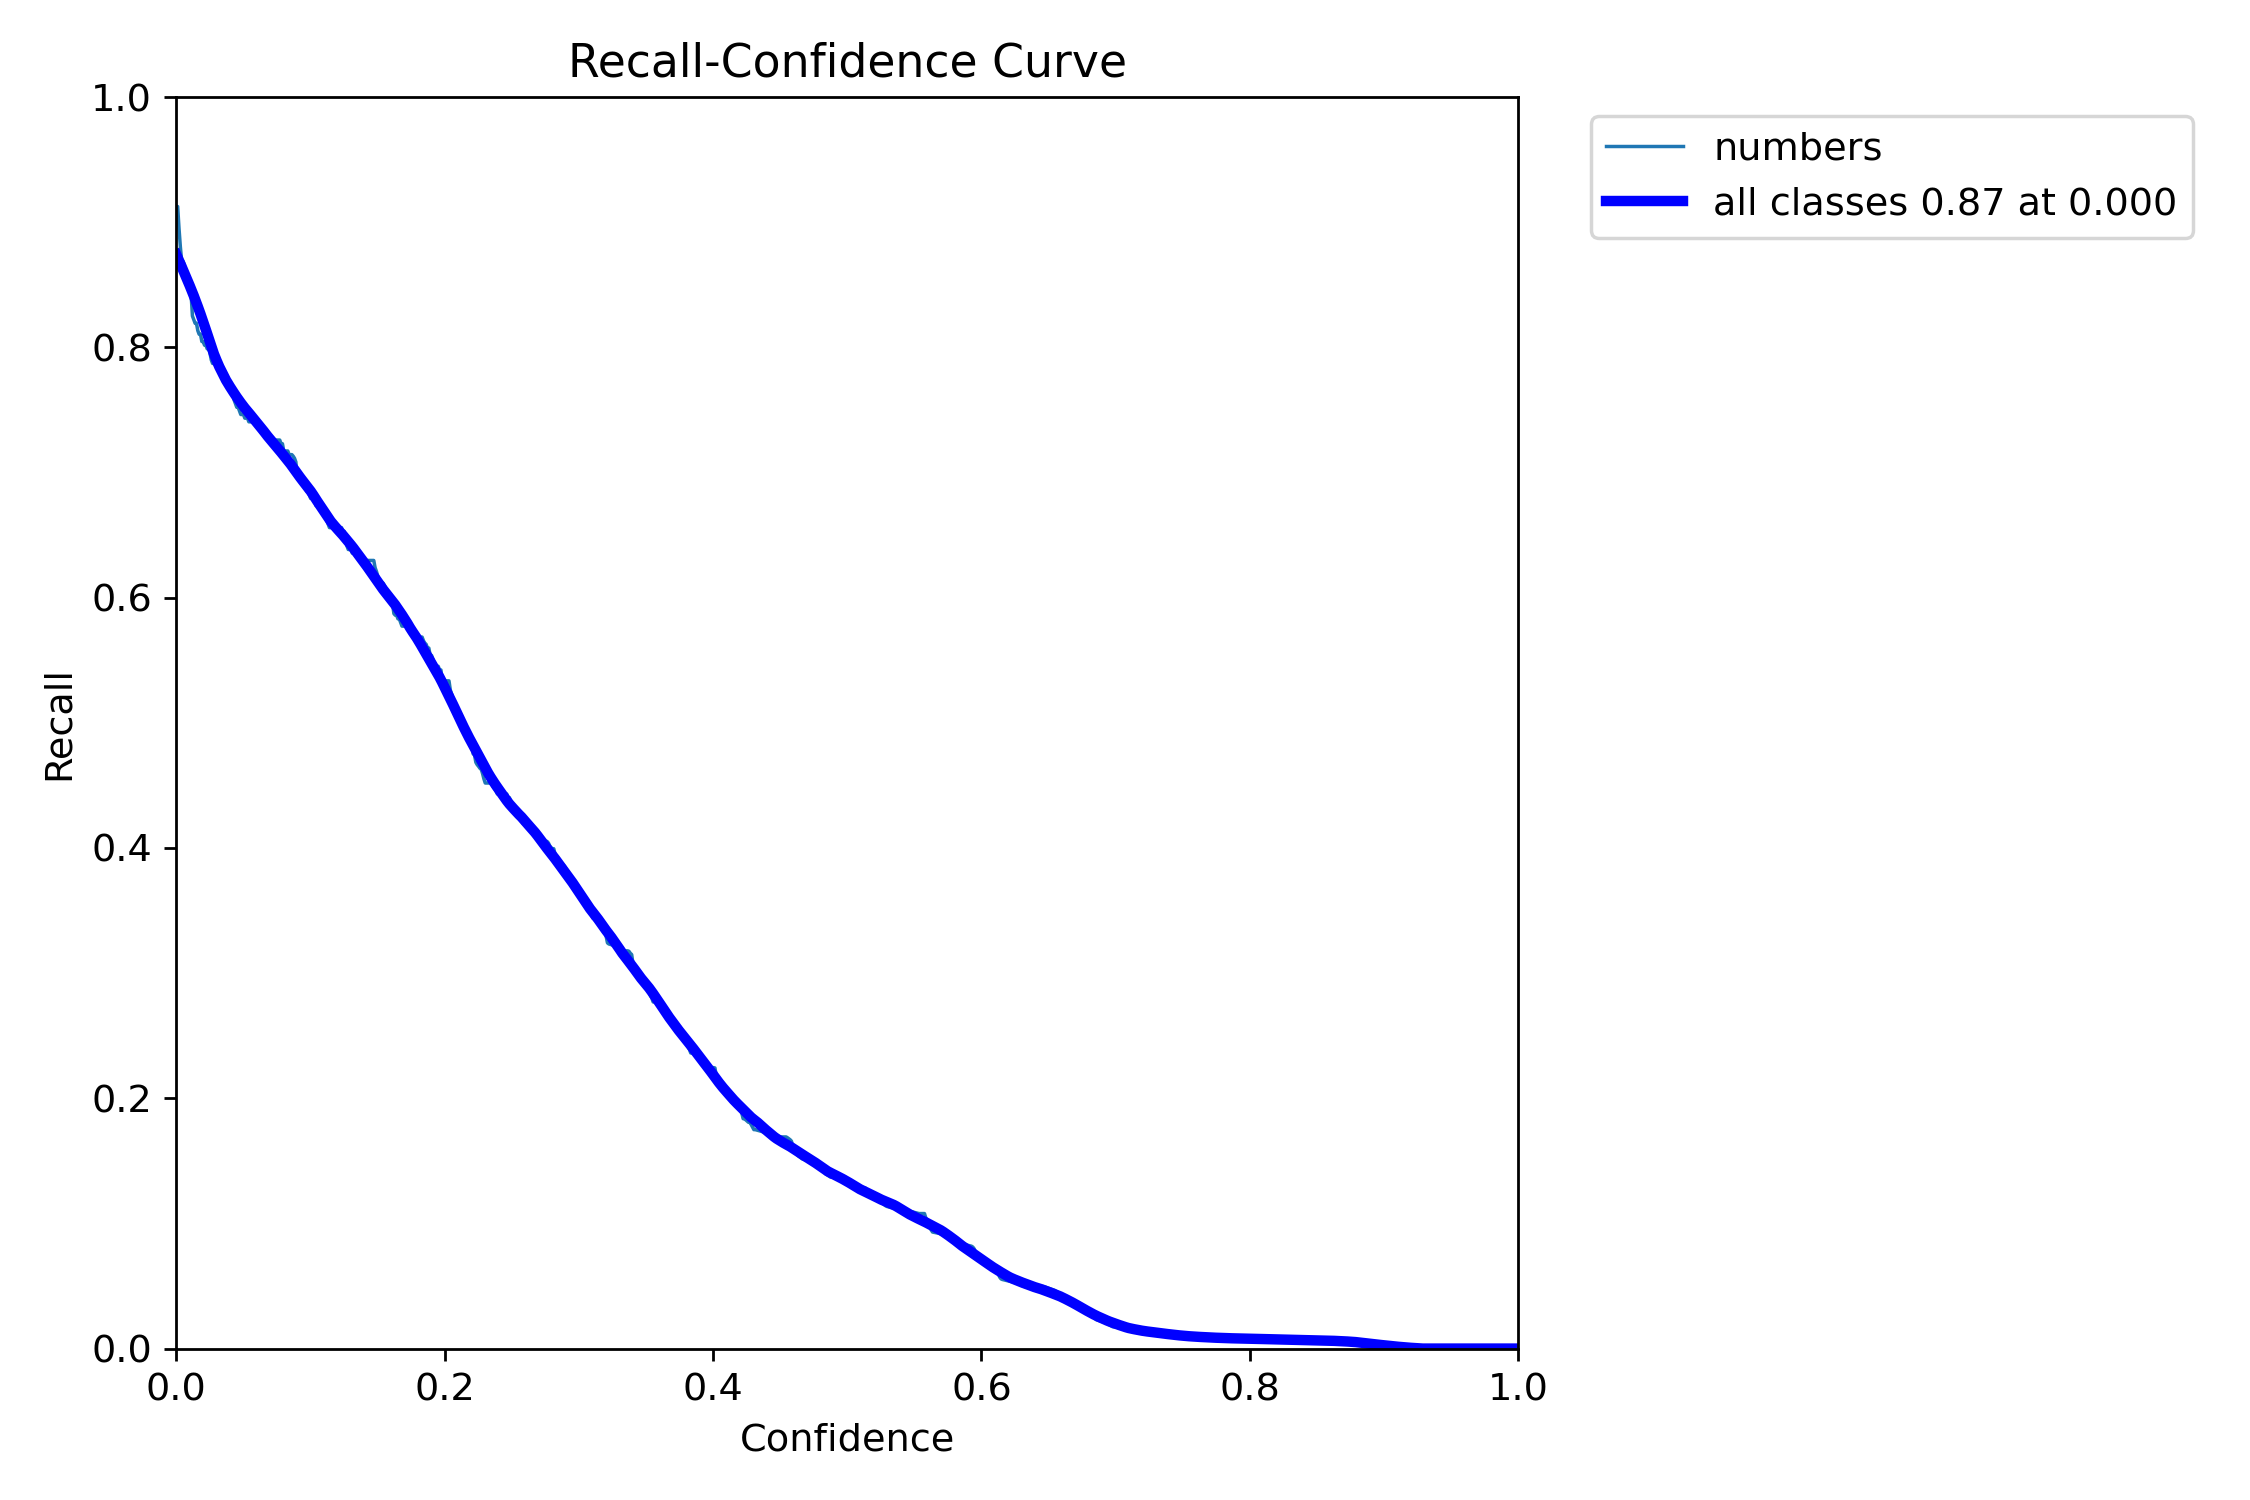 Recall-Confidence Curve
1.0
0.8
0.6
0.4
0.2
0.0
Recall
0.0 0.2 0.4 0.6 0.8 1.0
Confidence
numbers
all classes 0.87 at 0.000